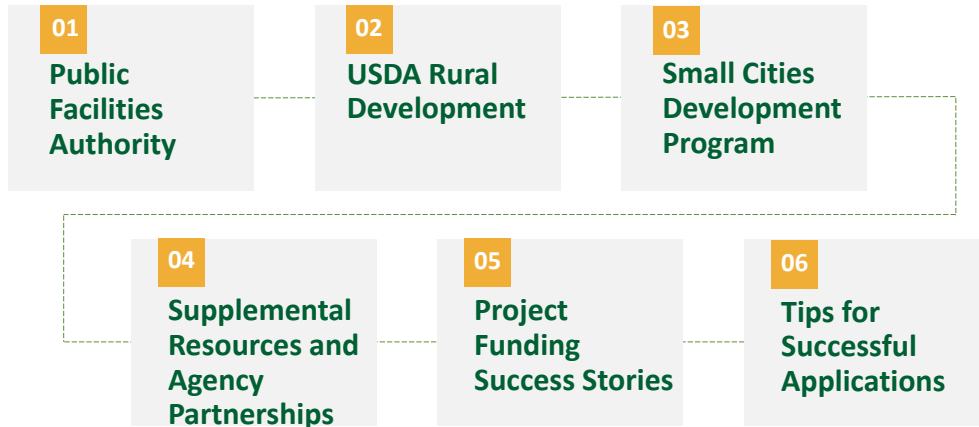 01
Public
Facilities
Authority
02
USDA Rural
Development
03
Small Cities
Development
Program
04
Supplemental
Resources and
Agency
Partnerships
05
Project
Funding
Success Stories
06
Tips for
Successful
Applications